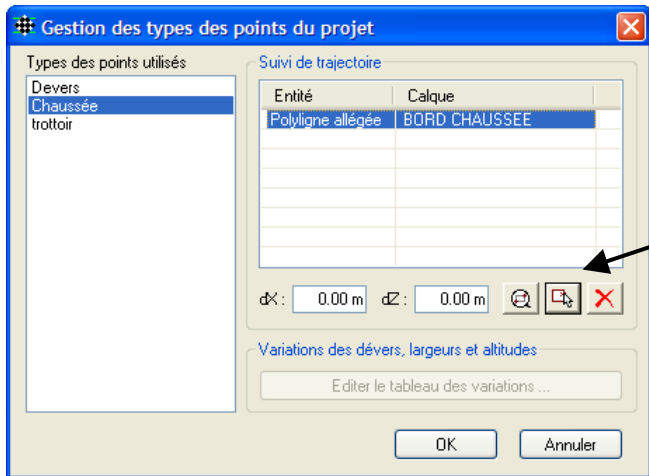 Gestion des types des points du projet
Types des points utilisés
Devers
Chaussée
trottoir
Suivi de trajectoire
Entité Calque
Polyligne allégée BORD CHAUSSEE
dX : 0.00 m dZ : 0.00 m
Variations des dévers, largeurs et altitudes
Editer le tableau des variations ...
OK Annuler